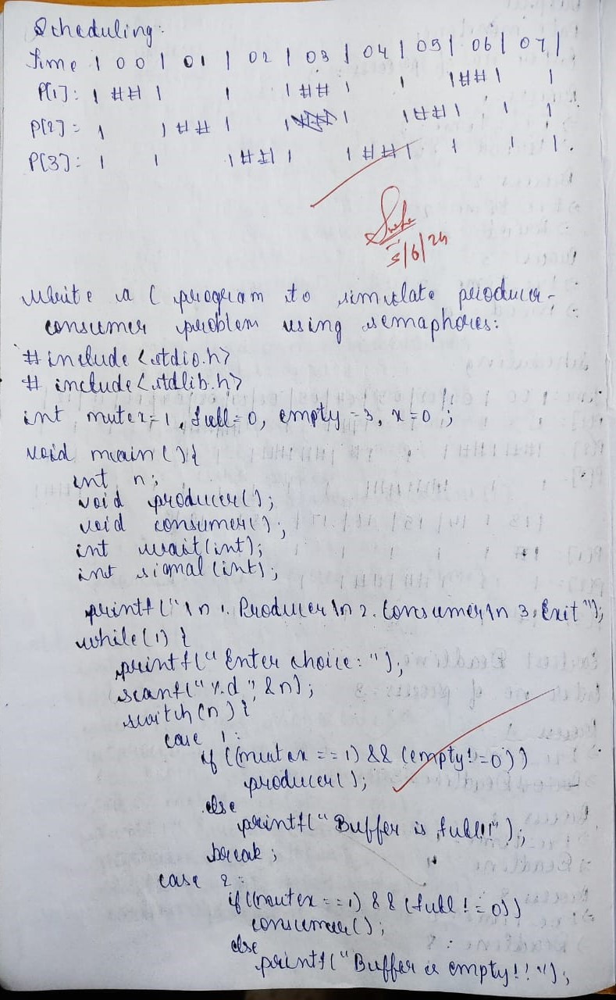 Scheduling:
Time | 00 | 01 | 02 | 03 | 04 | 05 | 06 | 07 |
P[1]: | ## | | | ## | | | ## | |
P[2]: | | ## | | | | ## | | |
P[3]: | | | ## | | ## | | | |.
5/6/24
Write a C program to simulate producer-
consumer problem using semaphores:
#include <stdio.h>
# include <stdlib.h>
int mutex=1, full=0, empty=3, x=0;
void main(){
int n;
void producer();
void consumer();
int wait(int);
int signal(int);
printf("\n 1. Producer\n 2. Consumer\n 3. Exit");
while(1) {
printf("Enter choice: ");
scanf("%d", &n);
switch(n) {
case 1:
if ((mutex == 1) && (empty!=0))
producer();
else
printf("Buffer is full!!");
break;
case 2:
if((mutex == 1) && (full != 0))
consumer();
else
printf("Buffer is empty!!");